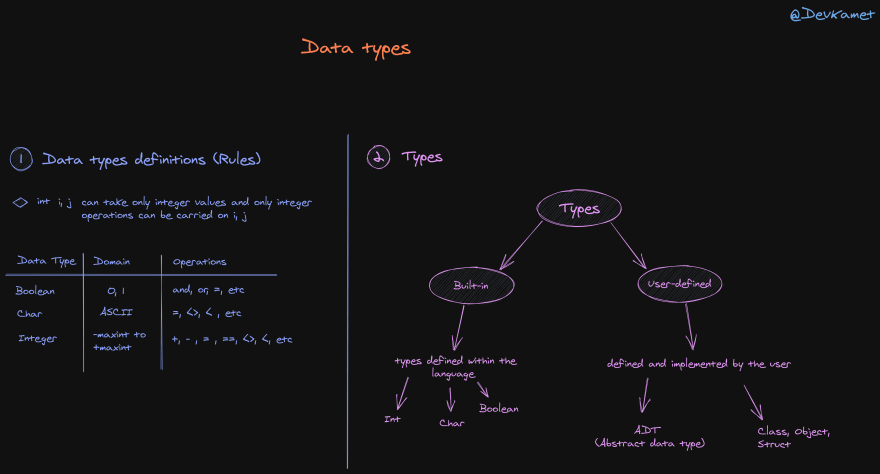 @Devkamet
Data types
1 Data types definitions (Rules)
int i, j can take only integer values and only integer
operations can be carried on i, j
Data Type Domain Operations
Boolean 0, 1 and, or, =, etc
Char ASCII =, <>, < , etc
Integer -maxint to +, - , = , ==, <>, <, etc
+maxint
2 Types
Types
Built-in User-defined
types defined within the
language
defined and implemented by the user
Int Char Boolean
ADT
(Abstract data type)
Class, Object,
Struct